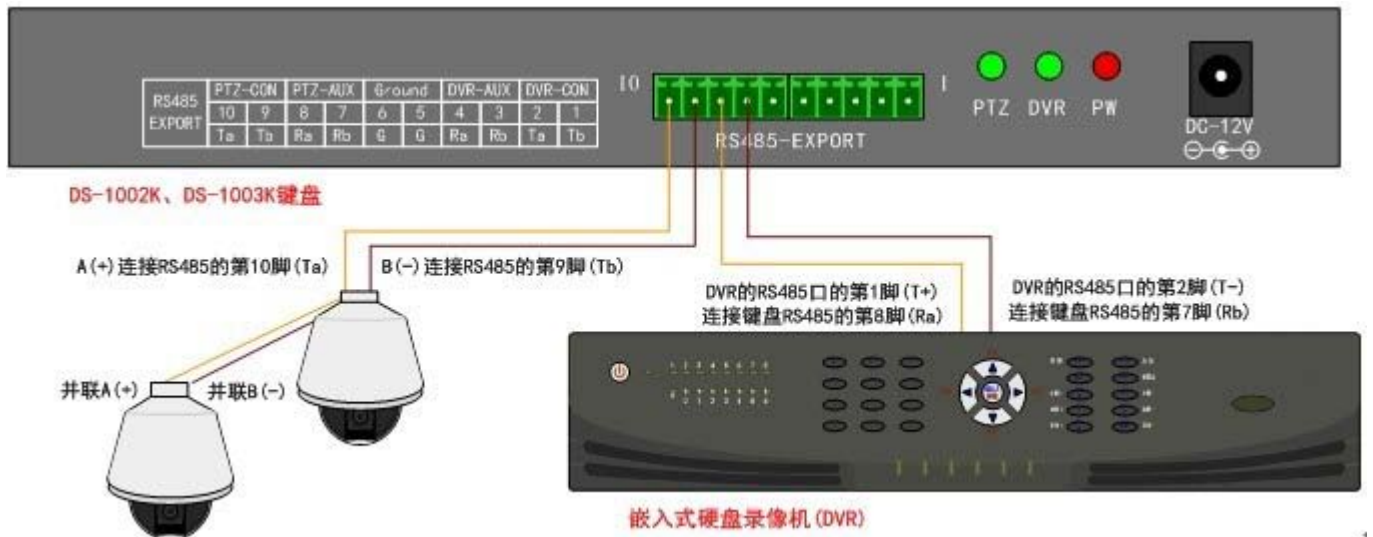 RS485 EXPORT
PTZ-CON PTZ-AUX Ground DVR-AUX DVR-CON
10 9 8 7 6 5 4 3 2 1
Ta Tb Ra Rb G G Ra Rb Ta Tb
10
1
RS485-EXPORT
PTZ DVR PW
DC-12V
DS-1002K、DS-1003K键盘
A(+)连接RS485的第10脚(Ta)
B(-)连接RS485的第9脚(Tb)
DVR的RS485口的第1脚(T+)
连接键盘RS485的第8脚(Ra)
DVR的RS485口的第2脚(T-)
连接键盘RS485的第7脚(Rb)
并联A(+)
并联B(-)
嵌入式硬盘录像机(DVR)